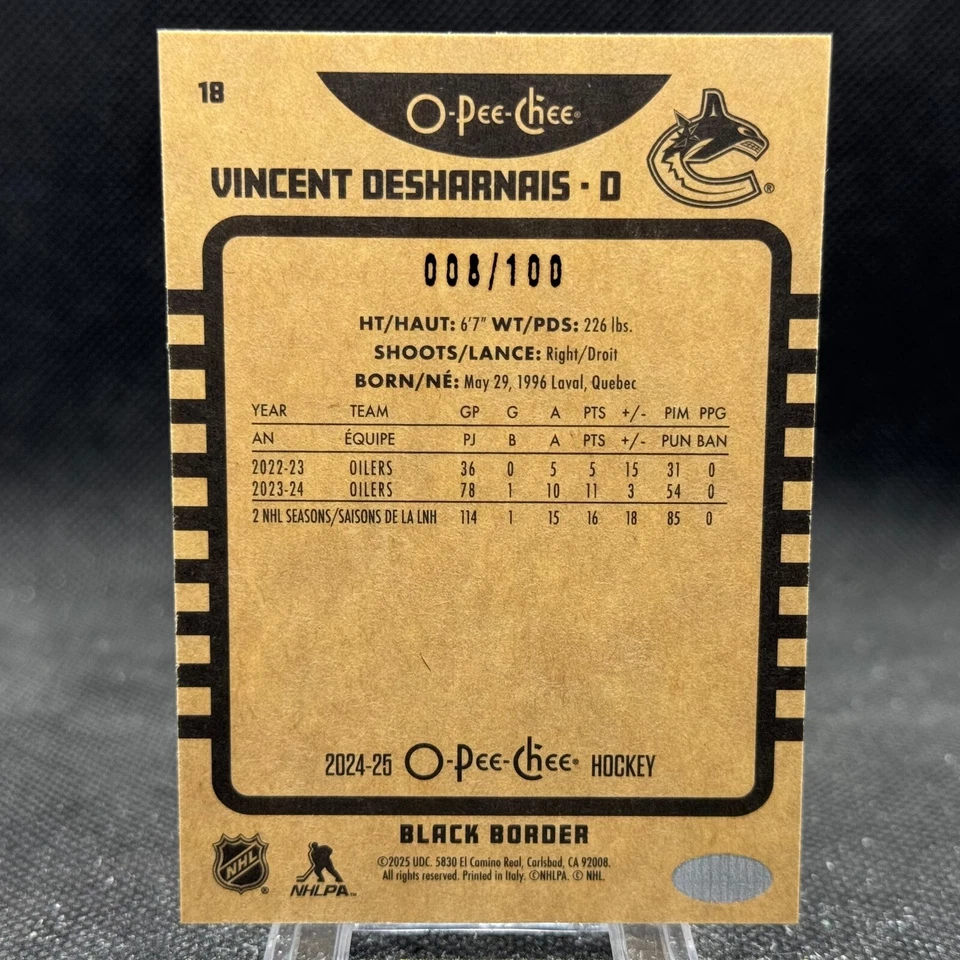 18
O-Pee-Chee®
VINCENT DESHARNAIS · D
®
008/100
HT/HAUT: 6'7" WT/PDS: 226 lbs.
SHOOTS/LANCE: Right/Droit
BORN/NÉ: May 29, 1996 Laval, Quebec
YEAR TEAM GP G A PTS +/- PIM PPG
AN ÉQUIPE PJ B A PTS +/- PUN BAN
2022-23 OILERS 36 0 5 5 15 31 0
2023-24 OILERS 78 1 10 11 3 54 0
2 NHL SEASONS/SAISONS DE LA LNH 114 1 15 16 18 85 0
2024-25 O-Pee-Chee® HOCKEY
BLACK BORDER
NHL ®
NHLPA™
©2025 UDC. 5830 El Camino Real, Carlsbad, CA 92008.
All rights reserved. Printed in Italy. ©NHLPA. © NHL.